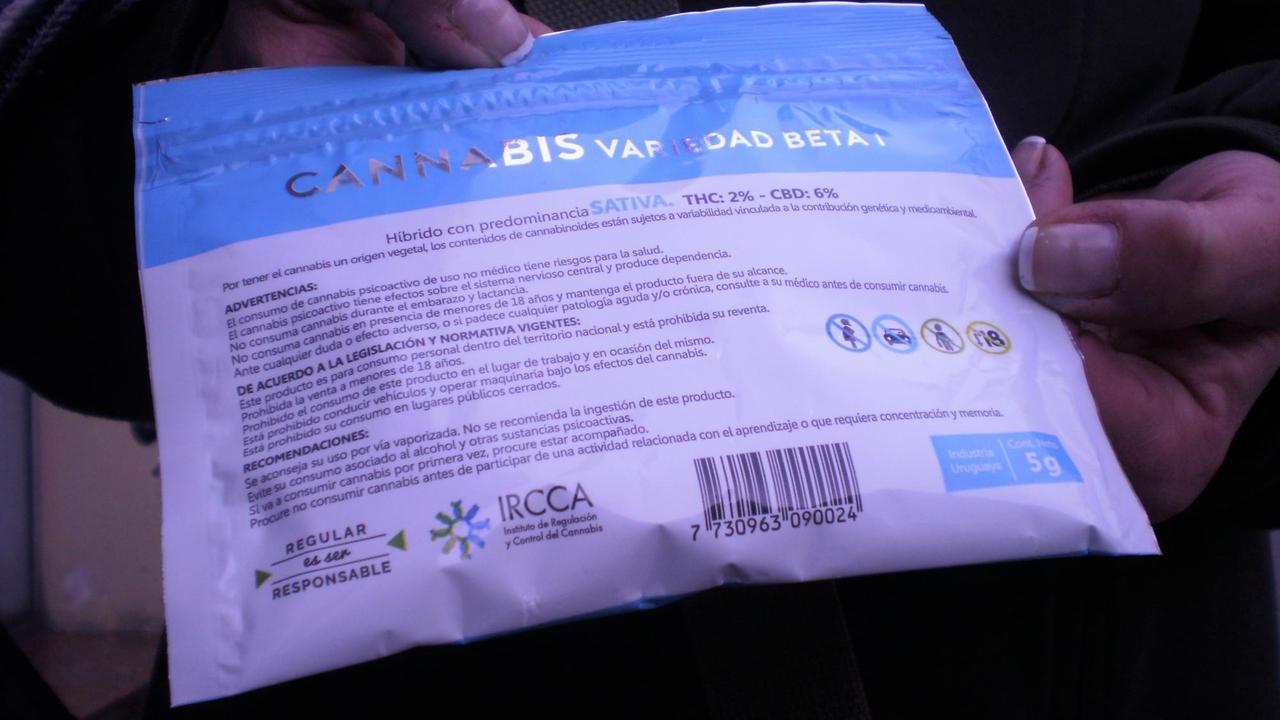 CANNABIS VARIEDAD BETA I
Híbrido con predominancia SATIVA. THC: 2% - CBD: 6%
Por tener el cannabis un origen vegetal, los contenidos de cannabinoides están sujetos a variabilidad vinculada a la contribución genética y medioambiental.
ADVERTENCIAS:
El consumo de cannabis psicoactivo de uso no médico tiene riesgos para la salud.
El cannabis psicoactivo tiene efectos sobre el sistema nervioso central y produce dependencia.
No consuma cannabis durante el embarazo y lactancia.
No consuma cannabis en presencia de menores de 18 años y mantenga el producto fuera de su alcance.
Ante cualquier duda o efecto adverso, o si padece cualquier patología aguda y/o crónica, consulte a su médico antes de consumir cannabis.
DE ACUERDO A LA LEGISLACIÓN Y NORMATIVA VIGENTES:
Este producto es para consumo personal dentro del territorio nacional y está prohibida su reventa.
Prohibida la venta a menores de 18 años.
Prohibido el consumo de este producto en el lugar de trabajo y en ocasión del mismo.
Está prohibido conducir vehículos y operar maquinaria bajo los efectos del cannabis.
Está prohibido su consumo en lugares públicos cerrados.
RECOMENDACIONES:
Se aconseja su uso por vía vaporizada. No se recomienda la ingestión de este producto.
Evite su consumo asociado al alcohol y otras sustancias psicoactivas.
Si va a consumir cannabis por primera vez, procure estar acompañado.
Procure no consumir cannabis antes de participar de una actividad relacionada con el aprendizaje o que requiera concentración y memoria.
REGULAR
es ser
RESPONSABLE
IRCCA
Instituto de Regulación
y Control del Cannabis
7 730963 090024
Industria
Uruguaya
Cont. Neto
5g